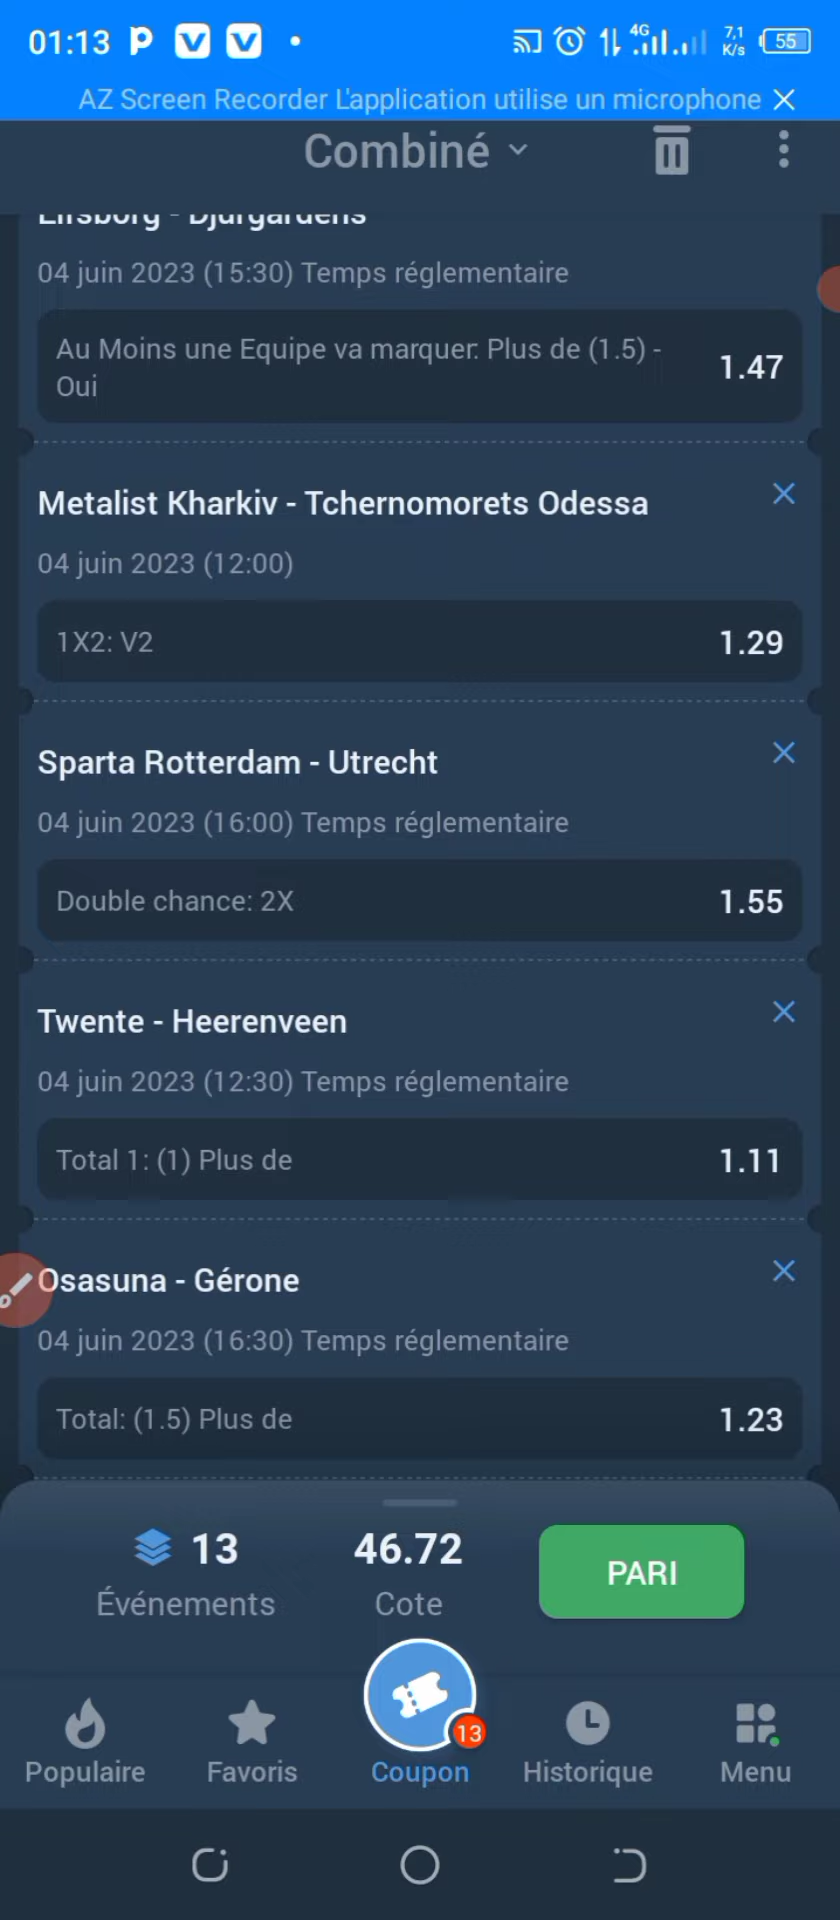 01:13
4G
7,1
K/s
55
AZ Screen Recorder L'application utilise un microphone
Combiné
Elfsborg - Djurgardens
04 juin 2023 (15:30) Temps réglementaire
Au Moins une Equipe va marquer: Plus de (1.5) -
Oui
1.47
Metalist Kharkiv - Tchernomorets Odessa
04 juin 2023 (12:00)
1X2: V2
1.29
Sparta Rotterdam - Utrecht
04 juin 2023 (16:00) Temps réglementaire
Double chance: 2X
1.55
Twente - Heerenveen
04 juin 2023 (12:30) Temps réglementaire
Total 1: (1) Plus de
1.11
Osasuna - Gérone
04 juin 2023 (16:30) Temps réglementaire
Total: (1.5) Plus de
1.23
13
Événements
46.72
Cote
PARI
Populaire
Favoris
13
Coupon
Historique
Menu